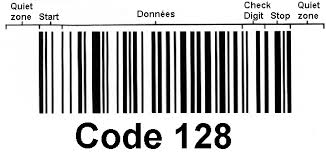 Quiet zone
Start
Données
Check Digit
Stop
Quiet zone
Code 128